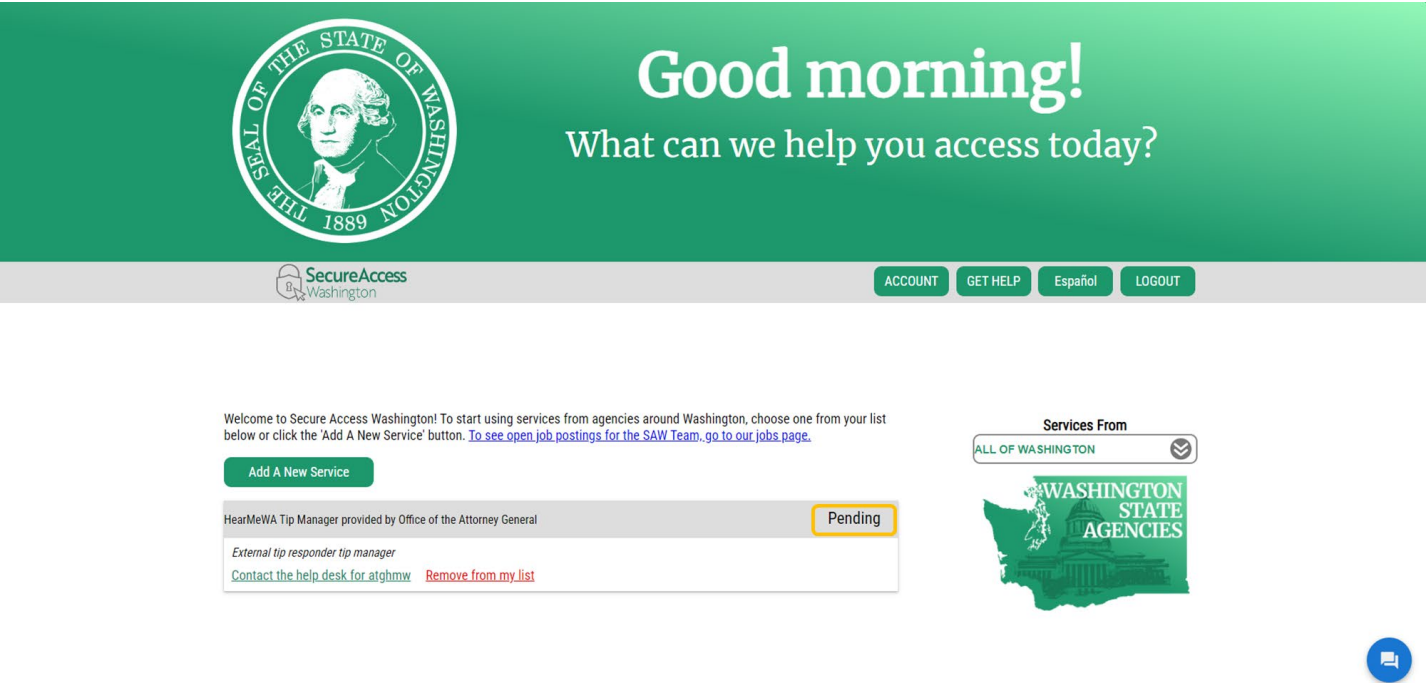 THE SEAL OF THE STATE OF WASHINGTON
1889
Good morning!
What can we help you access today?
SecureAccess
Washington
ACCOUNT
GET HELP
Español
LOGOUT
Welcome to Secure Access Washington! To start using services from agencies around Washington, choose one from your list
below or click the 'Add A New Service' button. To see open job postings for the SAW Team, go to our jobs page.
Add A New Service
HearMeWA Tip Manager provided by Office of the Attorney General
Pending
External tip responder tip manager
Contact the help desk for atghmw
Remove from my list
Services From
ALL OF WASHINGTON
WASHINGTON
STATE
AGENCIES